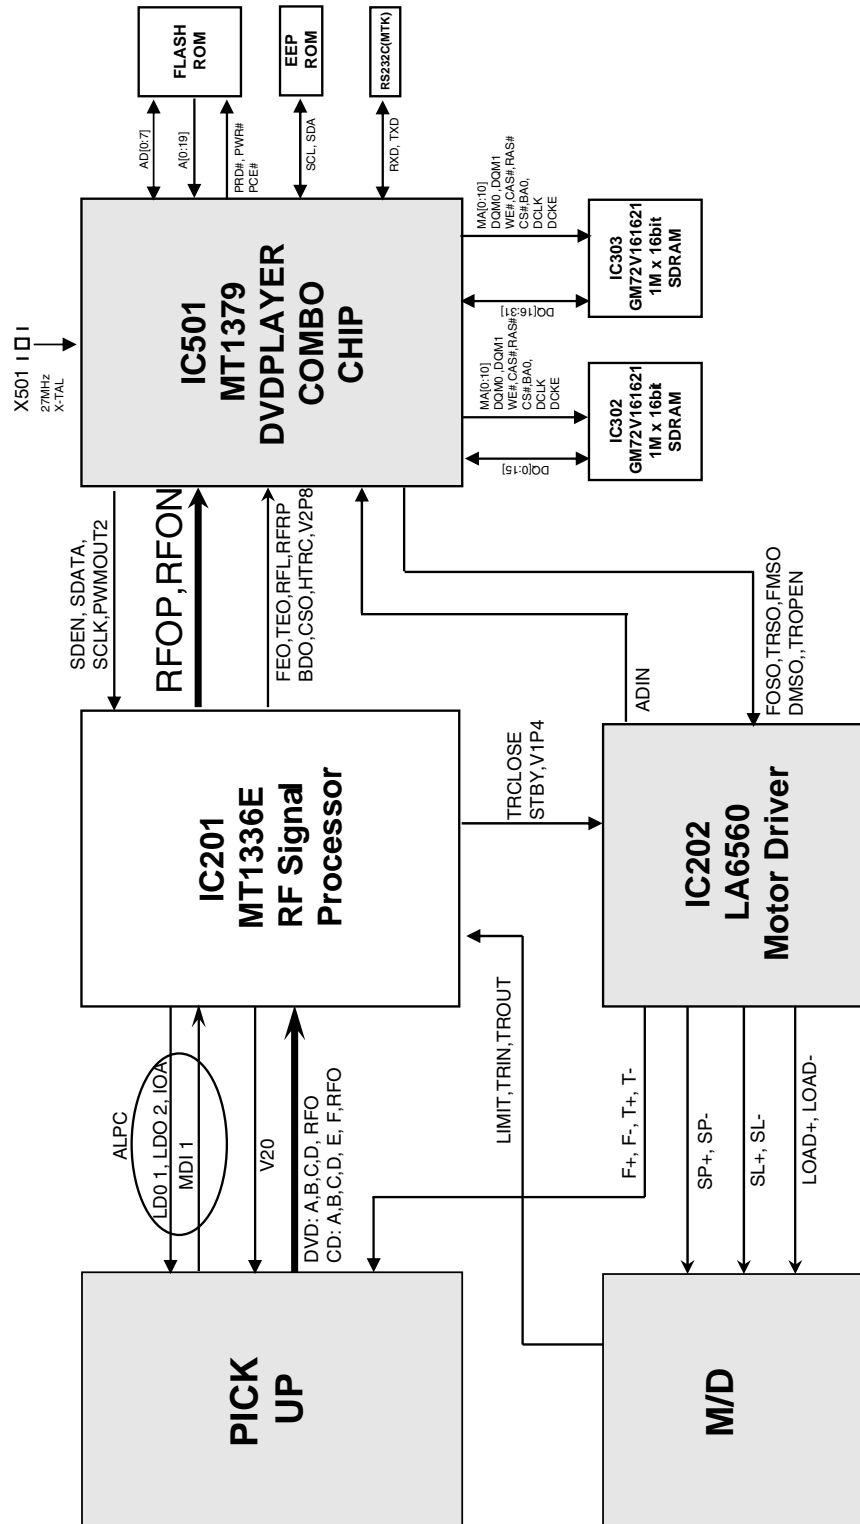 PICK
UP
M/D
ALPC
LD0 1, LDO 2, IOA
MDI 1
V20
DVD: A,B,C,D, RFO
CD: A,B,C,D, E, F,RFO
LIMIT,TRIN,TROUT
F+, F-, T+, T-
SP+, SP-
SL+, SL-
LOAD+, LOAD-
IC201
MT1336E
RF Signal
Processor
IC202
LA6560
Motor Driver
TRCLOSE
STBY,V1P4
ADIN
FOSO,TRSO,FMSO
DMSO,,TROPEN
SDEN, SDATA,
SCLK,PWMOUT2
RFOP,RFON
FEO,TEO,RFL,RFRP
BDO,CSO,HTRC,V2P8
X501
27MHz
X-TAL
IC501
MT1379
DVDPLAYER
COMBO
CHIP
DQ[0:15]
MA[0:10]
DQM0 ,DQM1
WE#,CAS#,RAS#
CS#,BA0,
DCLK
DCKE
IC302
GM72V161621
1M x 16bit
SDRAM
DQ[16:31]
MA[0:10]
DQM0 ,DQM1
WE#,CAS#,RAS#
CS#,BA0,
DCLK
DCKE
IC303
GM72V161621
1M x 16bit
SDRAM
AD[0:7]
A[0:19]
PRD#, PWR#
PCE#
SCL, SDA
RXD, TXD
FLASH
ROM
EEP
ROM
RS232C(MTK)